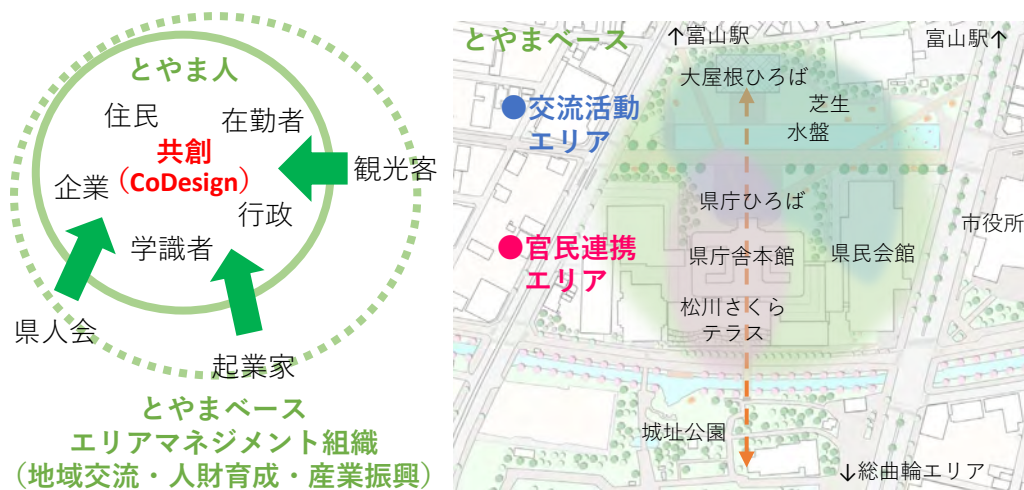 とやま人
住民
在勤者
共創
（CoDesign）
企業
行政
学識者
観光客
県人会
起業家
とやまベース
エリアマネジメント組織
（地域交流・人財育成・産業振興）
とやまベース
↑富山駅
富山駅↑
大屋根ひろば
●交流活動
エリア
芝生
水盤
県庁ひろば
市役所
●官民連携
エリア
県庁舎本館
県民会館
松川さくら
テラス
城址公園
↓総曲輪エリア